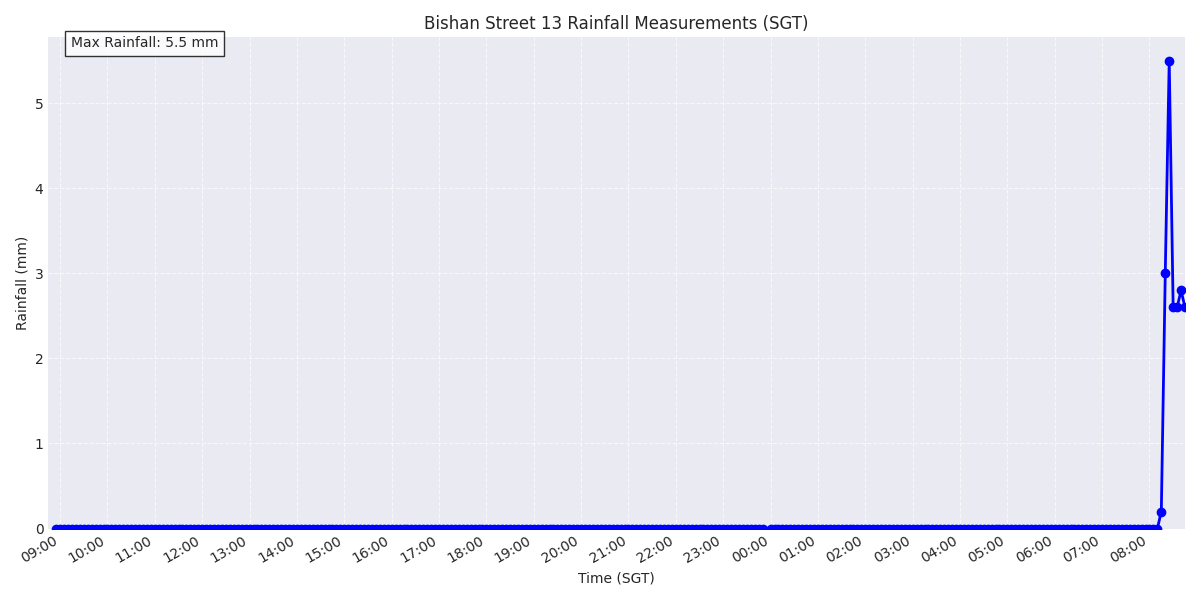 Bishan Street 13 Rainfall Measurements (SGT)
Max Rainfall: 5.5 mm
Rainfall (mm)
5
4
3
2
1
0
09:00 10:00 11:00 12:00 13:00 14:00 15:00 16:00 17:00 18:00 19:00 20:00 21:00 22:00 23:00 00:00 01:00 02:00 03:00 04:00 05:00 06:00 07:00 08:00
Time (SGT)